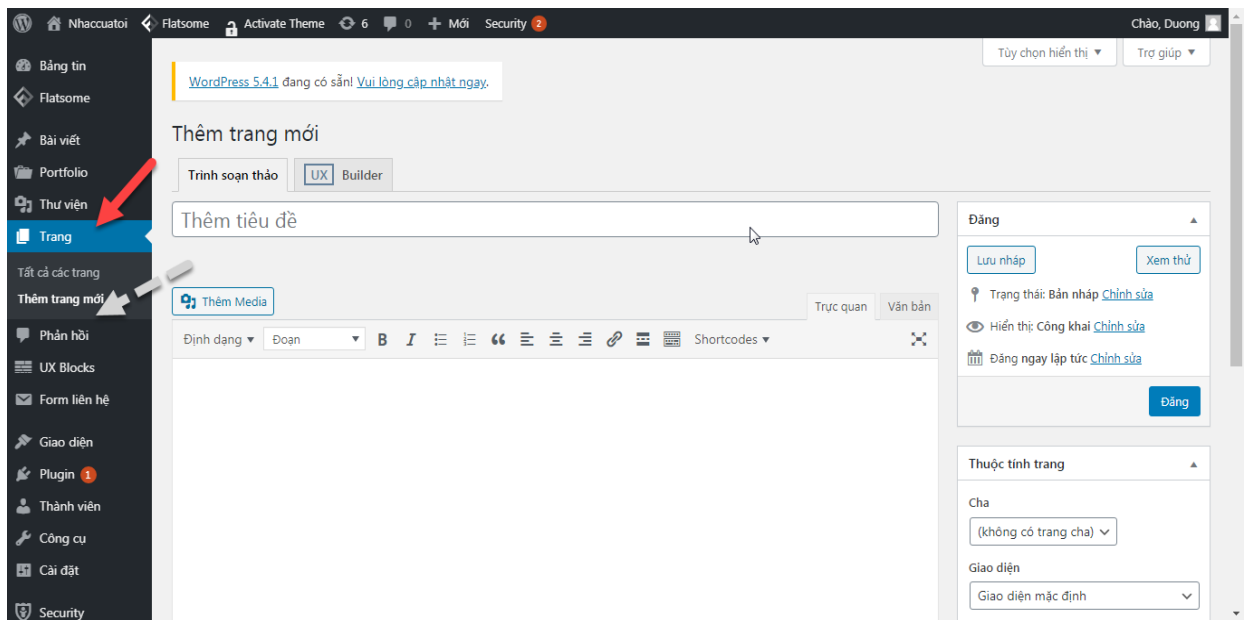 Nhaccuatoi Flatsome Activate Theme 6 0 Mới Security 2 Chào, Duong
Tùy chọn hiển thị Trợ giúp
Bảng tin
Flatsome
Bài viết
Portfolio
Thư viện
Trang
Tất cả các trang
Thêm trang mới
Phản hồi
UX Blocks
Form liên hệ
Giao diện
Plugin 1
Thành viên
Công cụ
Cài đặt
Security
WordPress 5.4.1 đang có sẵn! Vui lòng cập nhật ngay.
Thêm trang mới
Trình soạn thảo UX Builder
Thêm tiêu đề
Thêm Media
Trực quan Văn bản
Định dạng Đoạn B I Shortcodes
Đăng
Lưu nháp Xem thử
Trạng thái: Bản nháp Chỉnh sửa
Hiển thị: Công khai Chỉnh sửa
Đăng ngay lập tức Chỉnh sửa
Đăng
Thuộc tính trang
Cha
(không có trang cha)
Giao diện
Giao diện mặc định